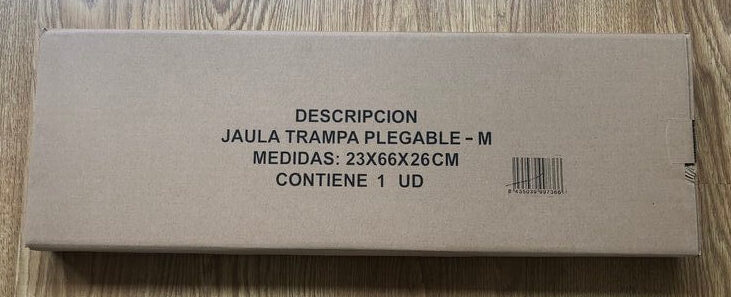 DESCRIPCION
JAULA TRAMPA PLEGABLE - M
MEDIDAS: 23X66X26CM
CONTIENE 1 UD